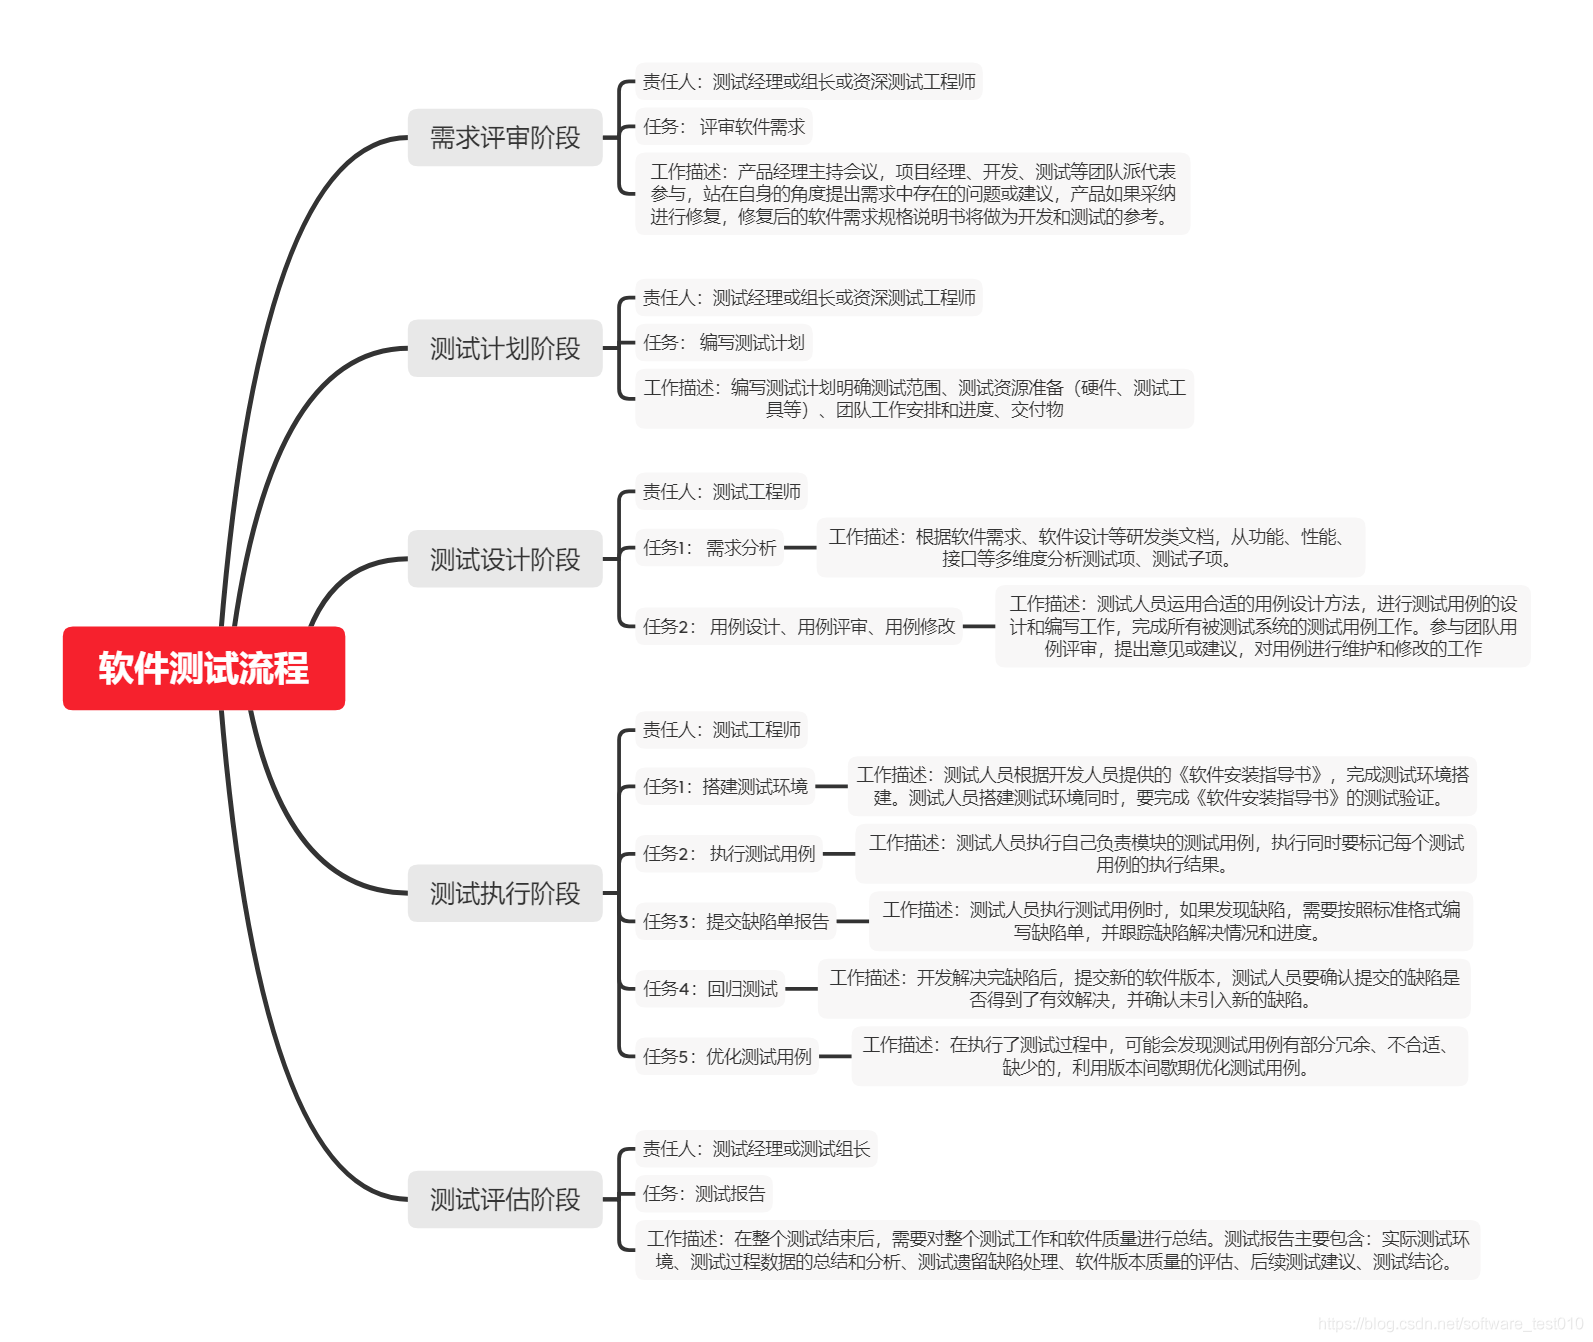 软件测试流程
需求评审阶段
责任人：测试经理或组长或资深测试工程师
任务： 评审软件需求
工作描述：产品经理主持会议，项目经理、开发、测试等团队派代表
参与，站在自身的角度提出需求中存在的问题或建议，产品如果采纳
进行修复，修复后的软件需求规格说明书将做为开发和测试的参考。
测试计划阶段
责任人：测试经理或组长或资深测试工程师
任务： 编写测试计划
工作描述：编写测试计划明确测试范围、测试资源准备（硬件、测试工
具等）、团队工作安排和进度、交付物
测试设计阶段
责任人：测试工程师
任务1： 需求分析
工作描述：根据软件需求、软件设计等研发类文档，从功能、性能、
接口等多维度分析测试项、测试子项。
任务2： 用例设计、用例评审、用例修改
工作描述：测试人员运用合适的用例设计方法，进行测试用例的设
计和编写工作，完成所有被测试系统的测试用例工作。参与团队用
例评审，提出意见或建议，对用例进行维护和修改的工作
测试执行阶段
责任人：测试工程师
任务1：搭建测试环境
工作描述：测试人员根据开发人员提供的《软件安装指导书》，完成测试环境搭
建。测试人员搭建测试环境同时，要完成《软件安装指导书》的测试验证。
任务2： 执行测试用例
工作描述：测试人员执行自己负责模块的测试用例，执行同时要标记每个测试
用例的执行结果。
任务3：提交缺陷单报告
工作描述：测试人员执行测试用例时，如果发现缺陷，需要按照标准格式编
写缺陷单，并跟踪缺陷解决情况和进度。
任务4：回归测试
工作描述：开发解决完缺陷后，提交新的软件版本，测试人员要确认提交的缺陷是
否得到了有效解决，并确认未引入新的缺陷。
任务5：优化测试用例
工作描述：在执行了测试过程中，可能会发现测试用例有部分冗余、不合适、
缺少的，利用版本间歇期优化测试用例。
测试评估阶段
责任人：测试经理或测试组长
任务：测试报告
工作描述：在整个测试结束后，需要对整个测试工作和软件质量进行总结。测试报告主要包含：实际测试环
境、测试过程数据的总结和分析、测试遗留缺陷处理、软件版本质量的评估、后续测试建议、测试结论。
https://blog.csdn.net/software_test010